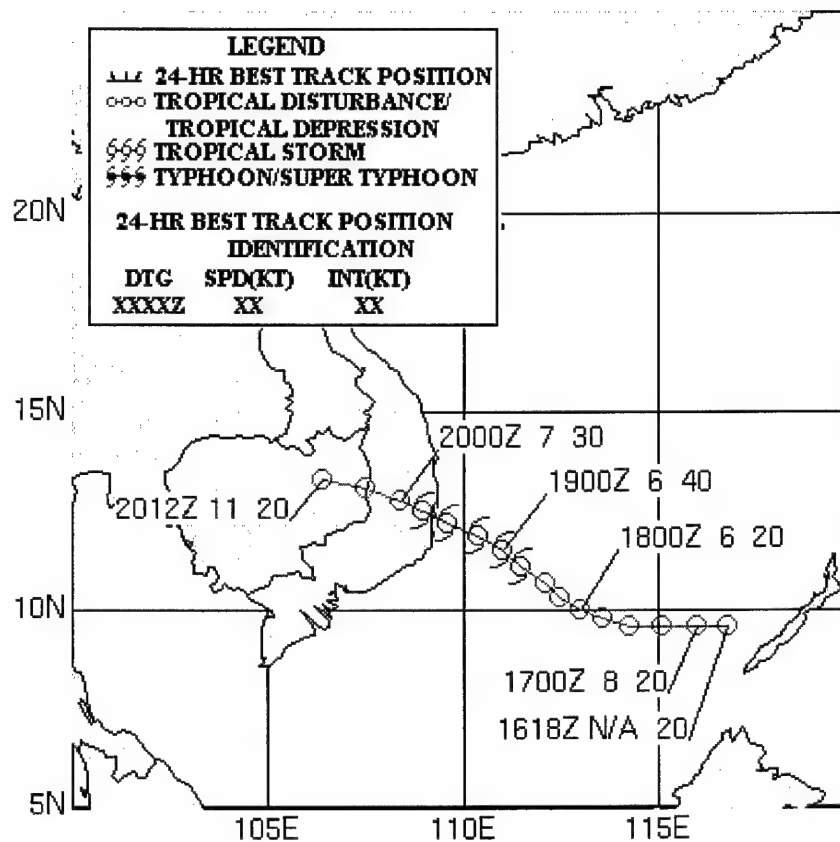 LEGEND
24-HR BEST TRACK POSITION
TROPICAL DISTURBANCE/
TROPICAL DEPRESSION
TROPICAL STORM
TYPHOON/SUPER TYPHOON
24-HR BEST TRACK POSITION
IDENTIFICATION
DTG SPD(KT) INT(KT)
XXXXZ XX XX
20N
15N
2000Z 7 30
1900Z 6 40
2012Z 11 20
1800Z 6 20
10N
1700Z 8 20
1618Z N/A 20
5N
105E 110E 115E